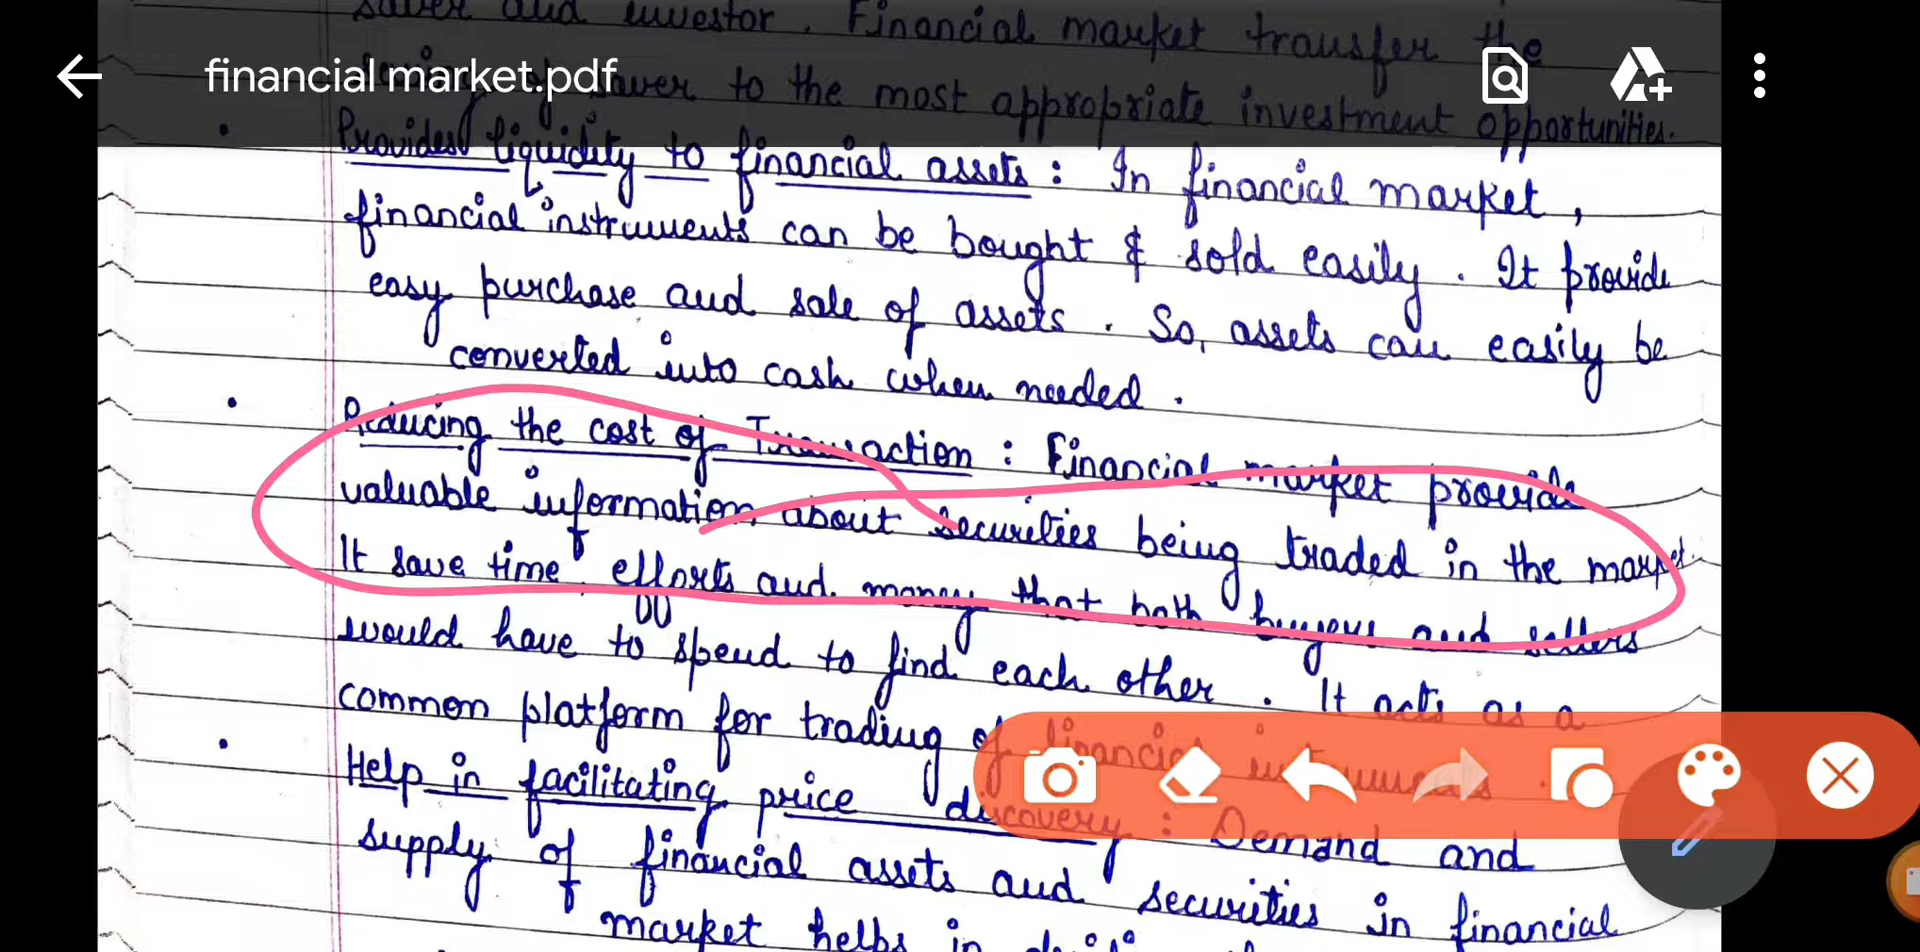 saver and investor. Financial market transfer the
financial market.pdf
saver to the most appropriate investment opportunities.
Provides liquidity to financial assets : In financial market,
financial instruments can be bought & sold easily. It provide
easy purchase and sale of assets. So, assets can easily be
converted into cash when needed.
Reducing the cost of Transaction : Financial market provide
valuable information about securities being traded in the market.
It save time, efforts and money that both buyers and sellers
would have to spend to find each other. It acts as a
common platform for trading of financial instruments.
Help in facilitating price discovery : Demand and
supply of financial assets and securities in financial
market helps in